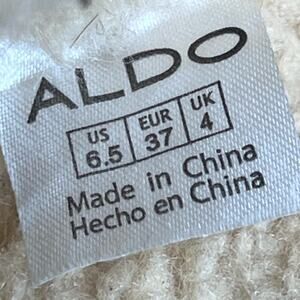 ALDO
US EUR UK
6.5 37 4
Made in China
Hecho en China